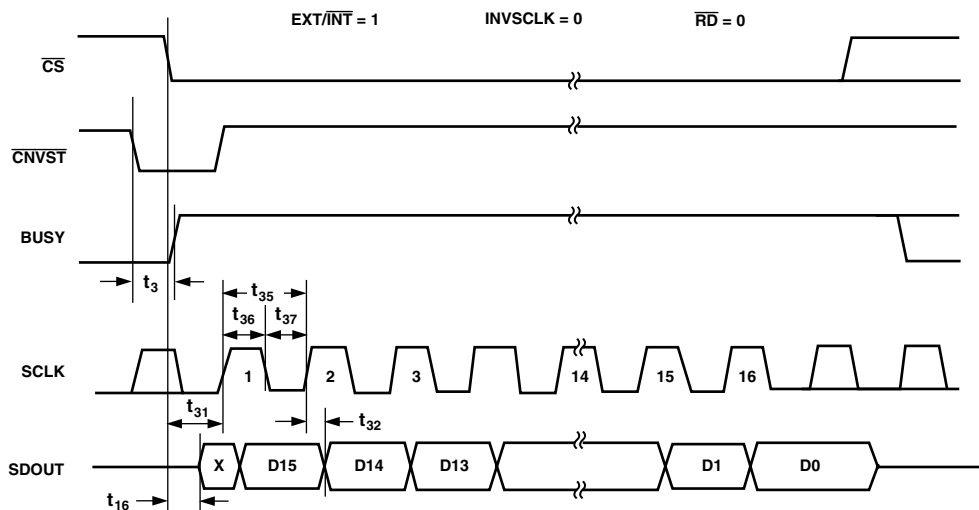 EXT/INT = 1 INVSCLK = 0 RD = 0
CS
CNVST
BUSY
t3
t35
t36 t37
SCLK
1 2 3 14 15 16
t31
t32
SDOUT
X D15 D14 D13 D1 D0
t16